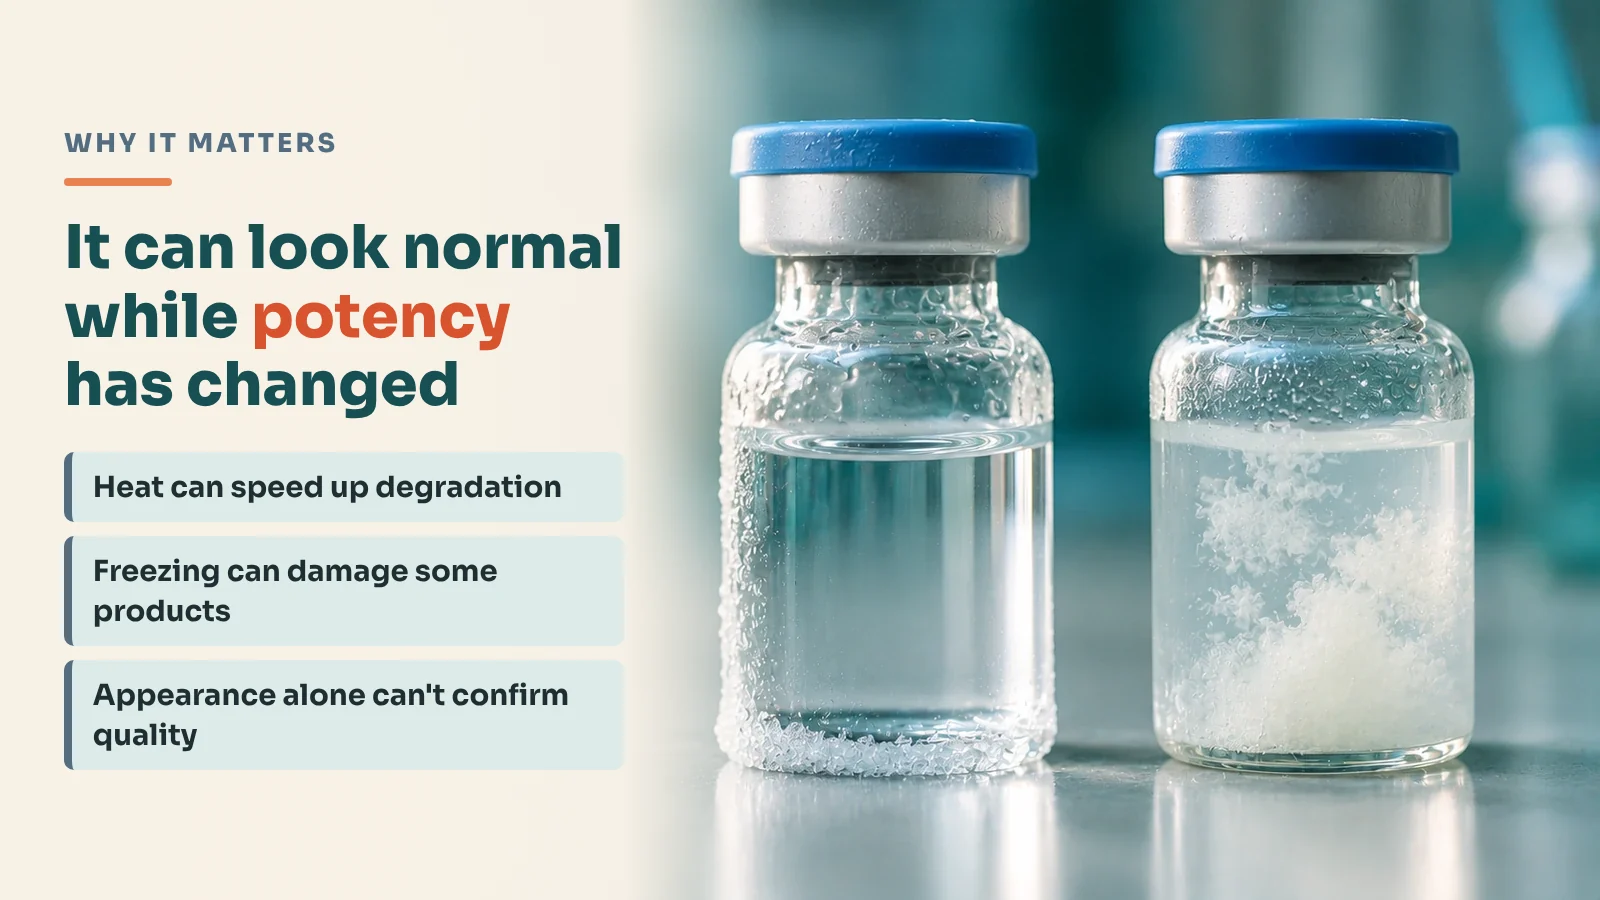 WHY IT MATTERS
It can look normal
while potency
has changed
Heat can speed up degradation
Freezing can damage some
products
Appearance alone can't confirm
quality